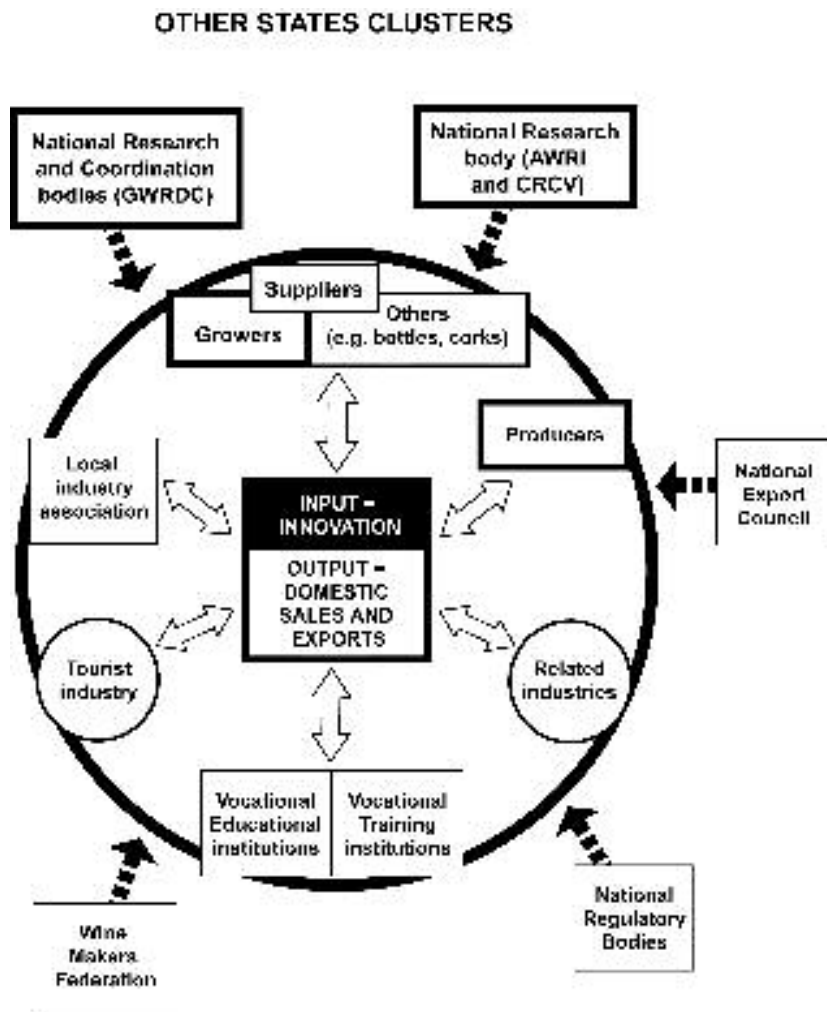 OTHER STATES CLUSTERS
National Research
and Coordination
bodies (GWRDC)
National Research
body (AWRI
and CRCV)
Suppliers
Growers
Others
(e.g. bottles, corks)
Producers
Local
industry
association
National
Export
Council
INPUT =
INNOVATION
OUTPUT =
DOMESTIC
SALES AND
EXPORTS
Tourist
industry
Related
industries
Vocational
Educational
institutions
Vocational
Training
institutions
Wine
Makers
Federation
National
Regulatory
Bodies